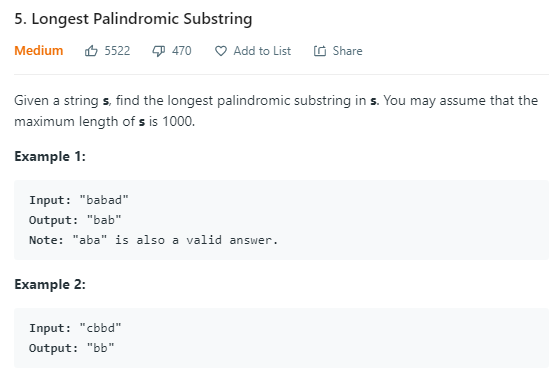 5. Longest Palindromic Substring
Medium 5522 470 Add to List Share
Given a string s, find the longest palindromic substring in s. You may assume that the
maximum length of s is 1000.
Example 1:
Input: "babad"
Output: "bab"
Note: "aba" is also a valid answer.
Example 2:
Input: "cbbd"
Output: "bb"